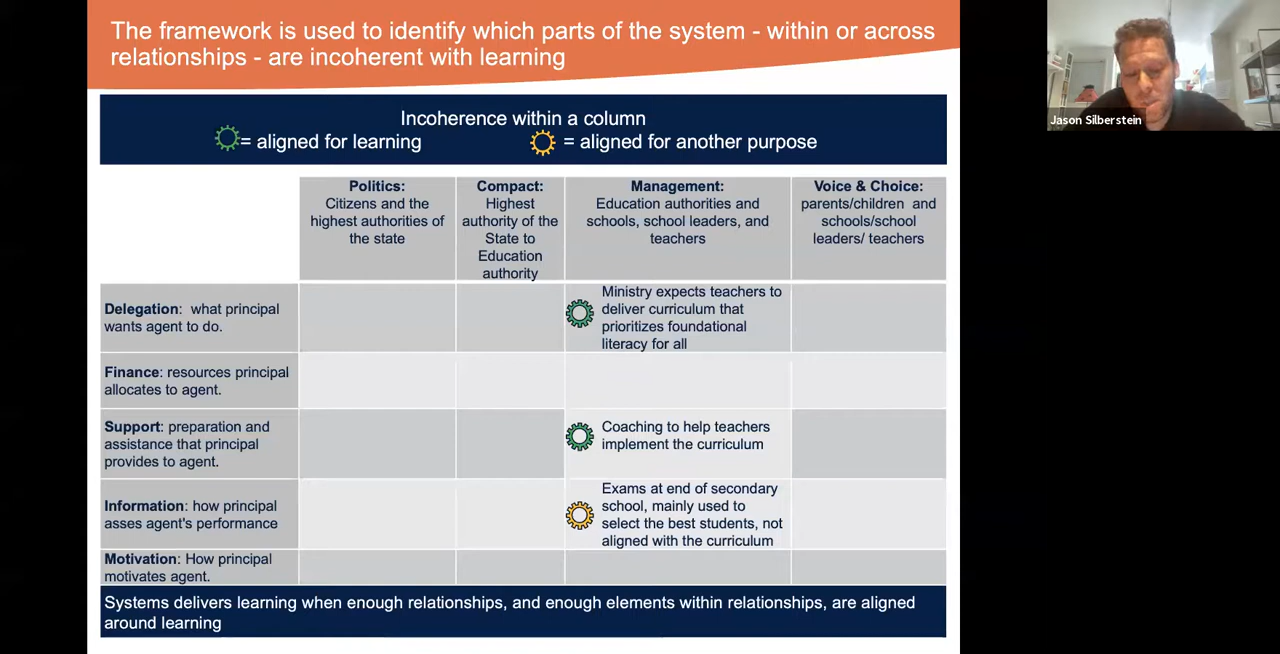 The framework is used to identify which parts of the system - within or across
relationships - are incoherent with learning
Incoherence within a column
= aligned for learning
= aligned for another purpose
Politics:
Citizens and the
highest authorities of
the state
Compact:
Highest
authority of the
State to
Education
authority
Management:
Education authorities and
schools, school leaders, and
teachers
Voice & Choice:
parents/children and
schools/school
leaders/ teachers
Delegation: what principal
wants agent to do.
Ministry expects teachers to
deliver curriculum that
prioritizes foundational
literacy for all
Finance: resources principal
allocates to agent.
Support: preparation and
assistance that principal
provides to agent.
Coaching to help teachers
implement the curriculum
Information: how principal
asses agent's performance
Exams at end of secondary
school, mainly used to
select the best students, not
aligned with the curriculum
Motivation: How principal
motivates agent.
Systems delivers learning when enough relationships, and enough elements within relationships, are aligned
around learning
Jason Silberstein